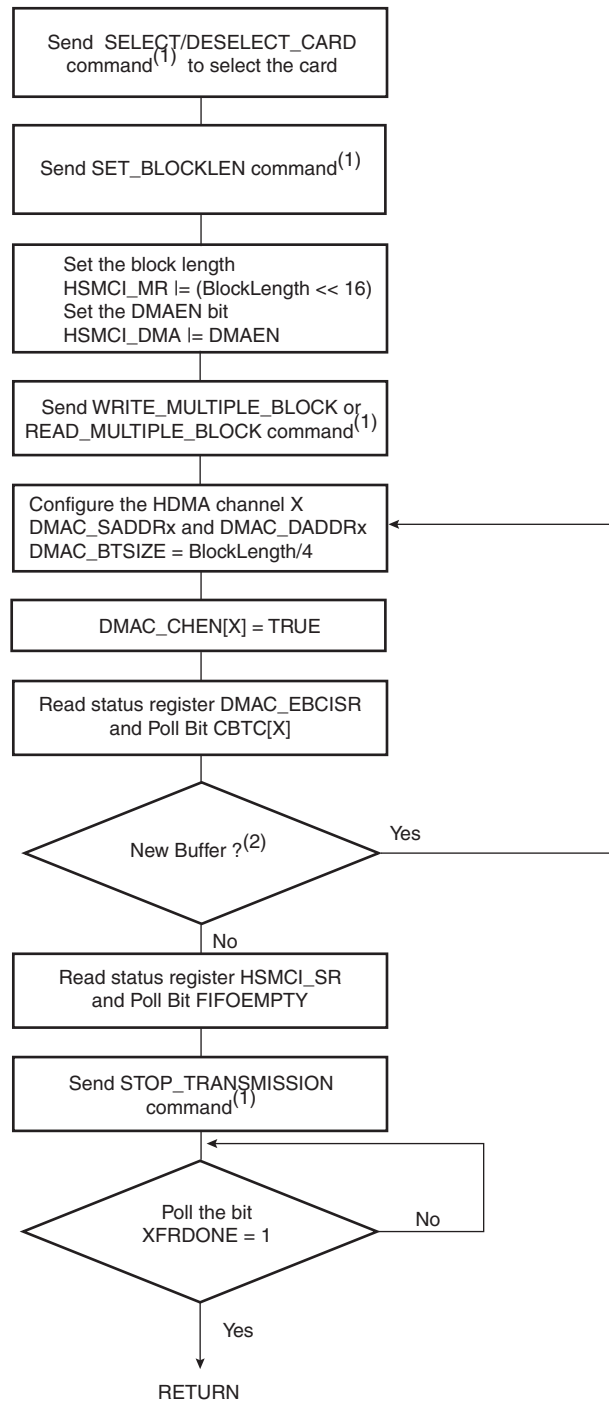 Send SELECT/DESELECT_CARD
command(1) to select the card
Send SET_BLOCKLEN command(1)
Set the block length
HSMCI_MR |= (BlockLength << 16)
Set the DMAEN bit
HSMCI_DMA |= DMAEN
Send WRITE_MULTIPLE_BLOCK or
READ_MULTIPLE_BLOCK command(1)
Configure the HDMA channel X
DMAC_SADDRx and DMAC_DADDRx
DMAC_BTSIZE = BlockLength/4
DMAC_CHEN[X] = TRUE
Read status register DMAC_EBCISR
and Poll Bit CBTC[X]
New Buffer ?(2)
Yes
No
Read status register HSMCI_SR
and Poll Bit FIFOEMPTY
Send STOP_TRANSMISSION
command(1)
Poll the bit
XFRDONE = 1
No
Yes
RETURN